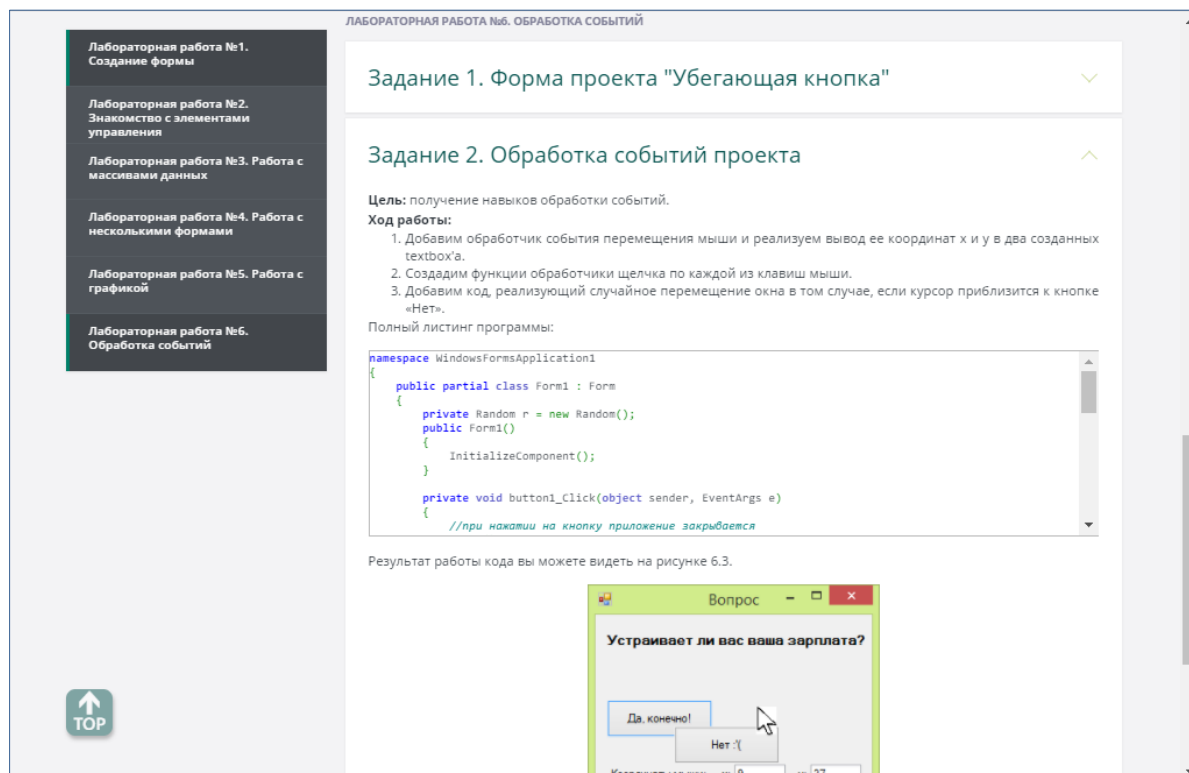 ЛАБОРАТОРНАЯ РАБОТА №6. ОБРАБОТКА СОБЫТИЙ
Лабораторная работа №1.
Создание формы
Лабораторная работа №2.
Знакомство с элементами
управления
Лабораторная работа №3. Работа с
массивами данных
Лабораторная работа №4. Работа с
несколькими формами
Лабораторная работа №5. Работа с
графикой
Лабораторная работа №6.
Обработка событий
TOP
Задание 1. Форма проекта "Убегающая кнопка"
Задание 2. Обработка событий проекта
Цель: получение навыков обработки событий.
Ход работы:
1. Добавим обработчик события перемещения мыши и реализуем вывод ее координат x и y в два созданных
textbox'а.
2. Создадим функции обработчики щелчка по каждой из клавиш мыши.
3. Добавим код, реализующий случайное перемещение окна в том случае, если курсор приблизится к кнопке
«Нет».
Полный листинг программы:
namespace WindowsFormsApplication1
{
    public partial class Form1 : Form
    {
        private Random r = new Random();
        public Form1()
        {
            InitializeComponent();
        }
        private void button1_Click(object sender, EventArgs e)
        {
            //при нажатии на кнопку приложение закрывается
Результат работы кода вы можете видеть на рисунке 6.3.
Вопрос
Устраивает ли вас ваша зарплата?
Да, конечно!
Нет :'(